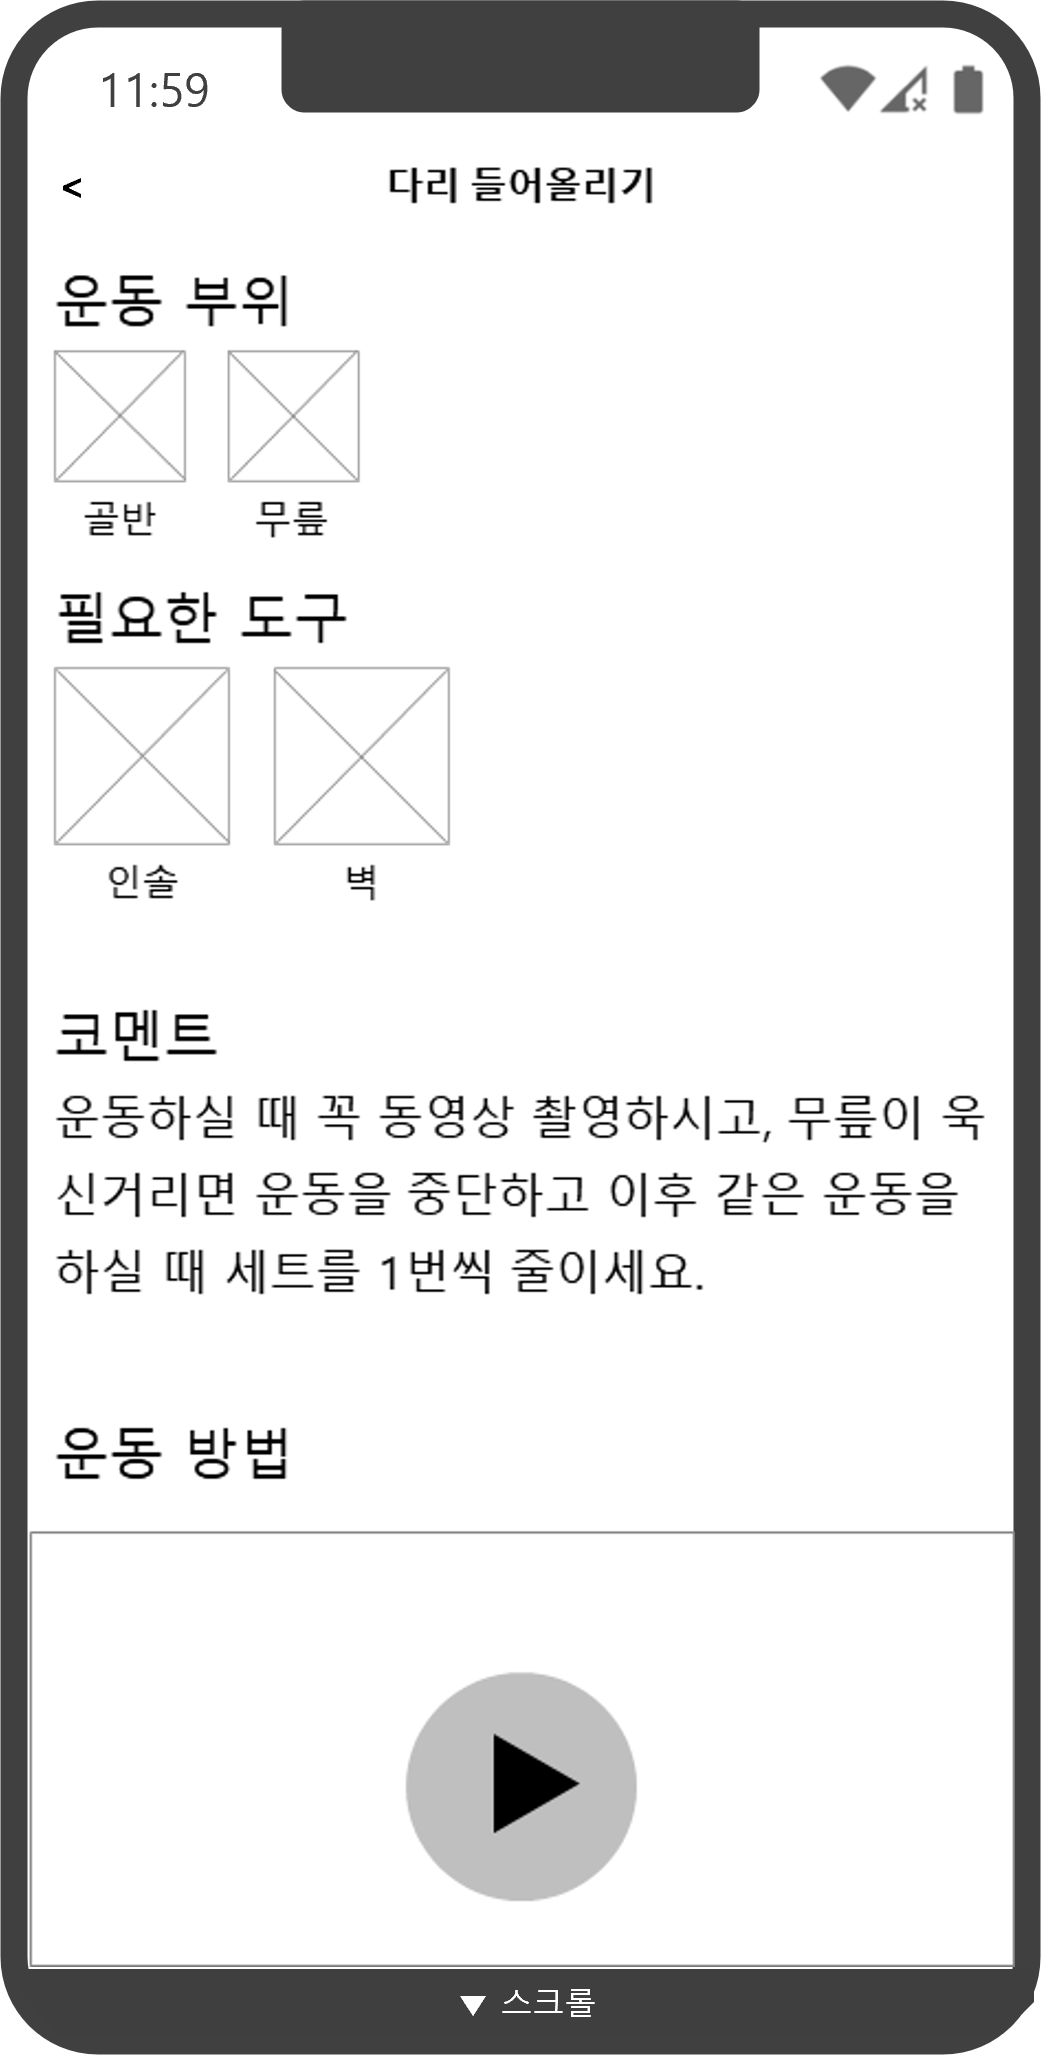 11:59
< 다리 들어올리기
운동 부위
골반 무릎
필요한 도구
인솔 벽
코멘트
운동하실 때 꼭 동영상 촬영하시고, 무릎이 욱
신거리면 운동을 중단하고 이후 같은 운동을
하실 때 세트를 1번씩 줄이세요.
운동 방법
▼ 스크롤